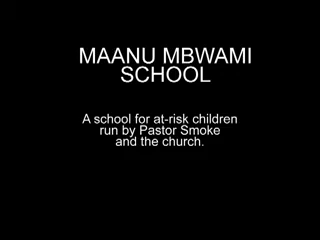 MAANU MBWAMI
SCHOOL
A school for at-risk children
run by Pastor Smoke
and the church.